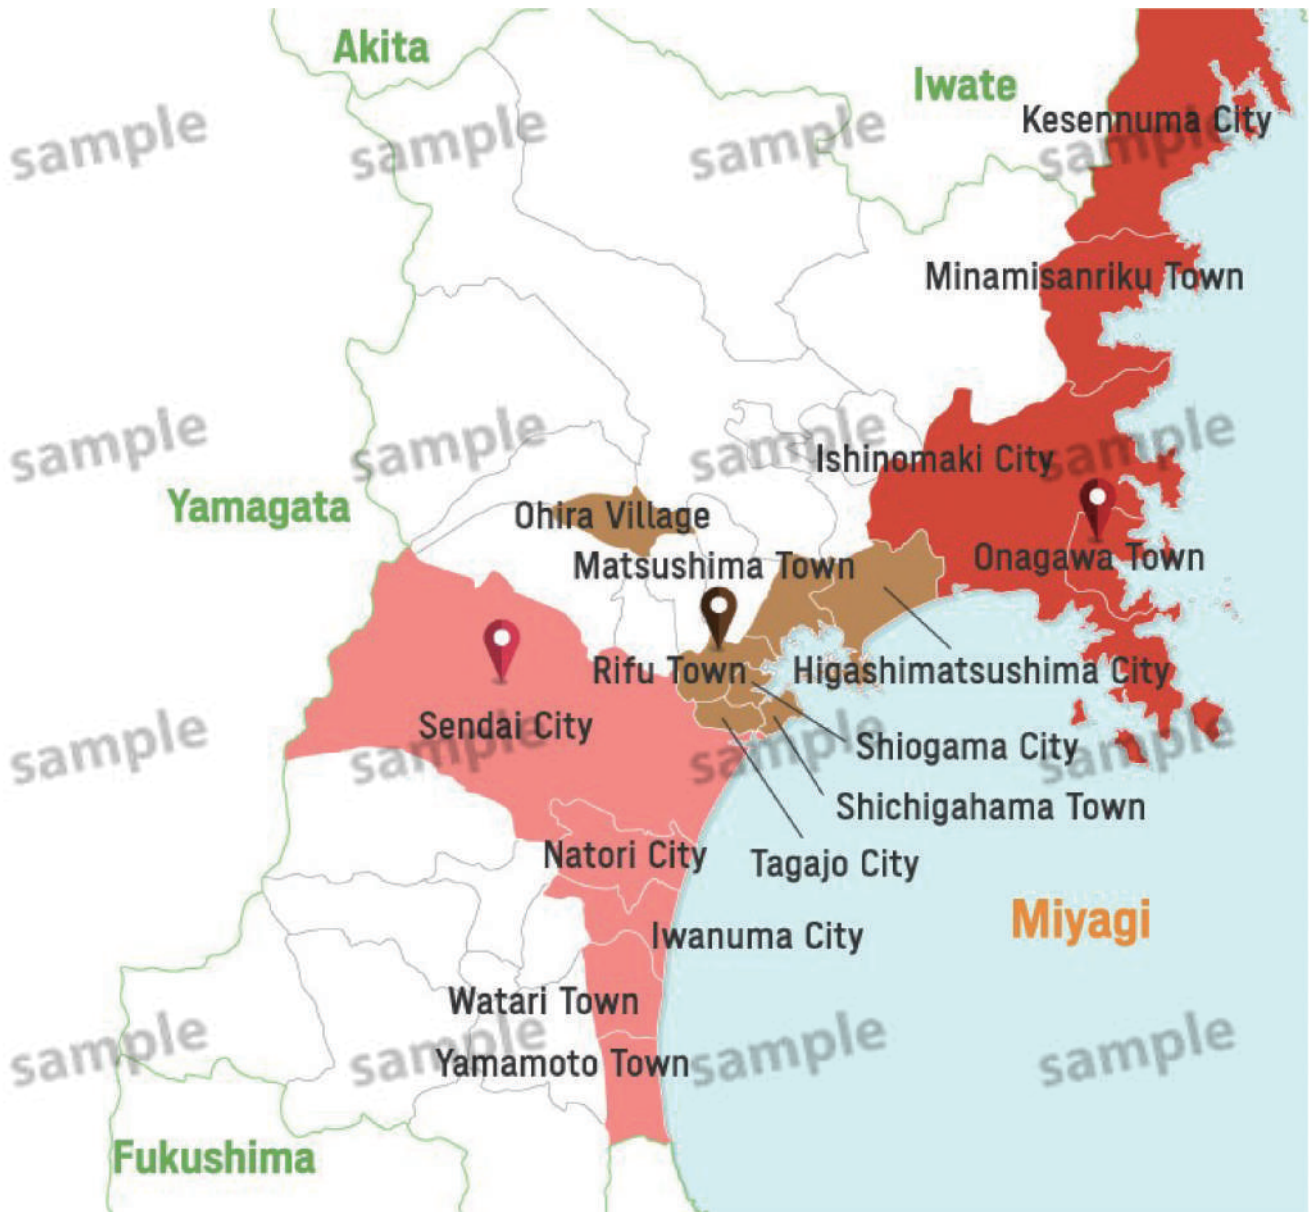 Akita
Iwate
Kesennuma City
sample sample sample sample
Minamisanriku Town
sample sample sample sample
Ishinomaki City
Yamagata
Ohira Village
Onagawa Town
Matsushima Town
Rifu Town
Higashimatsushima City
Sendai City
sample sample sample sample
Shiogama City
Shichigahama Town
Natori City
Tagajo City
Miyagi
Iwanuma City
Watari Town
sample sample sample sample
Yamamoto Town
Fukushima